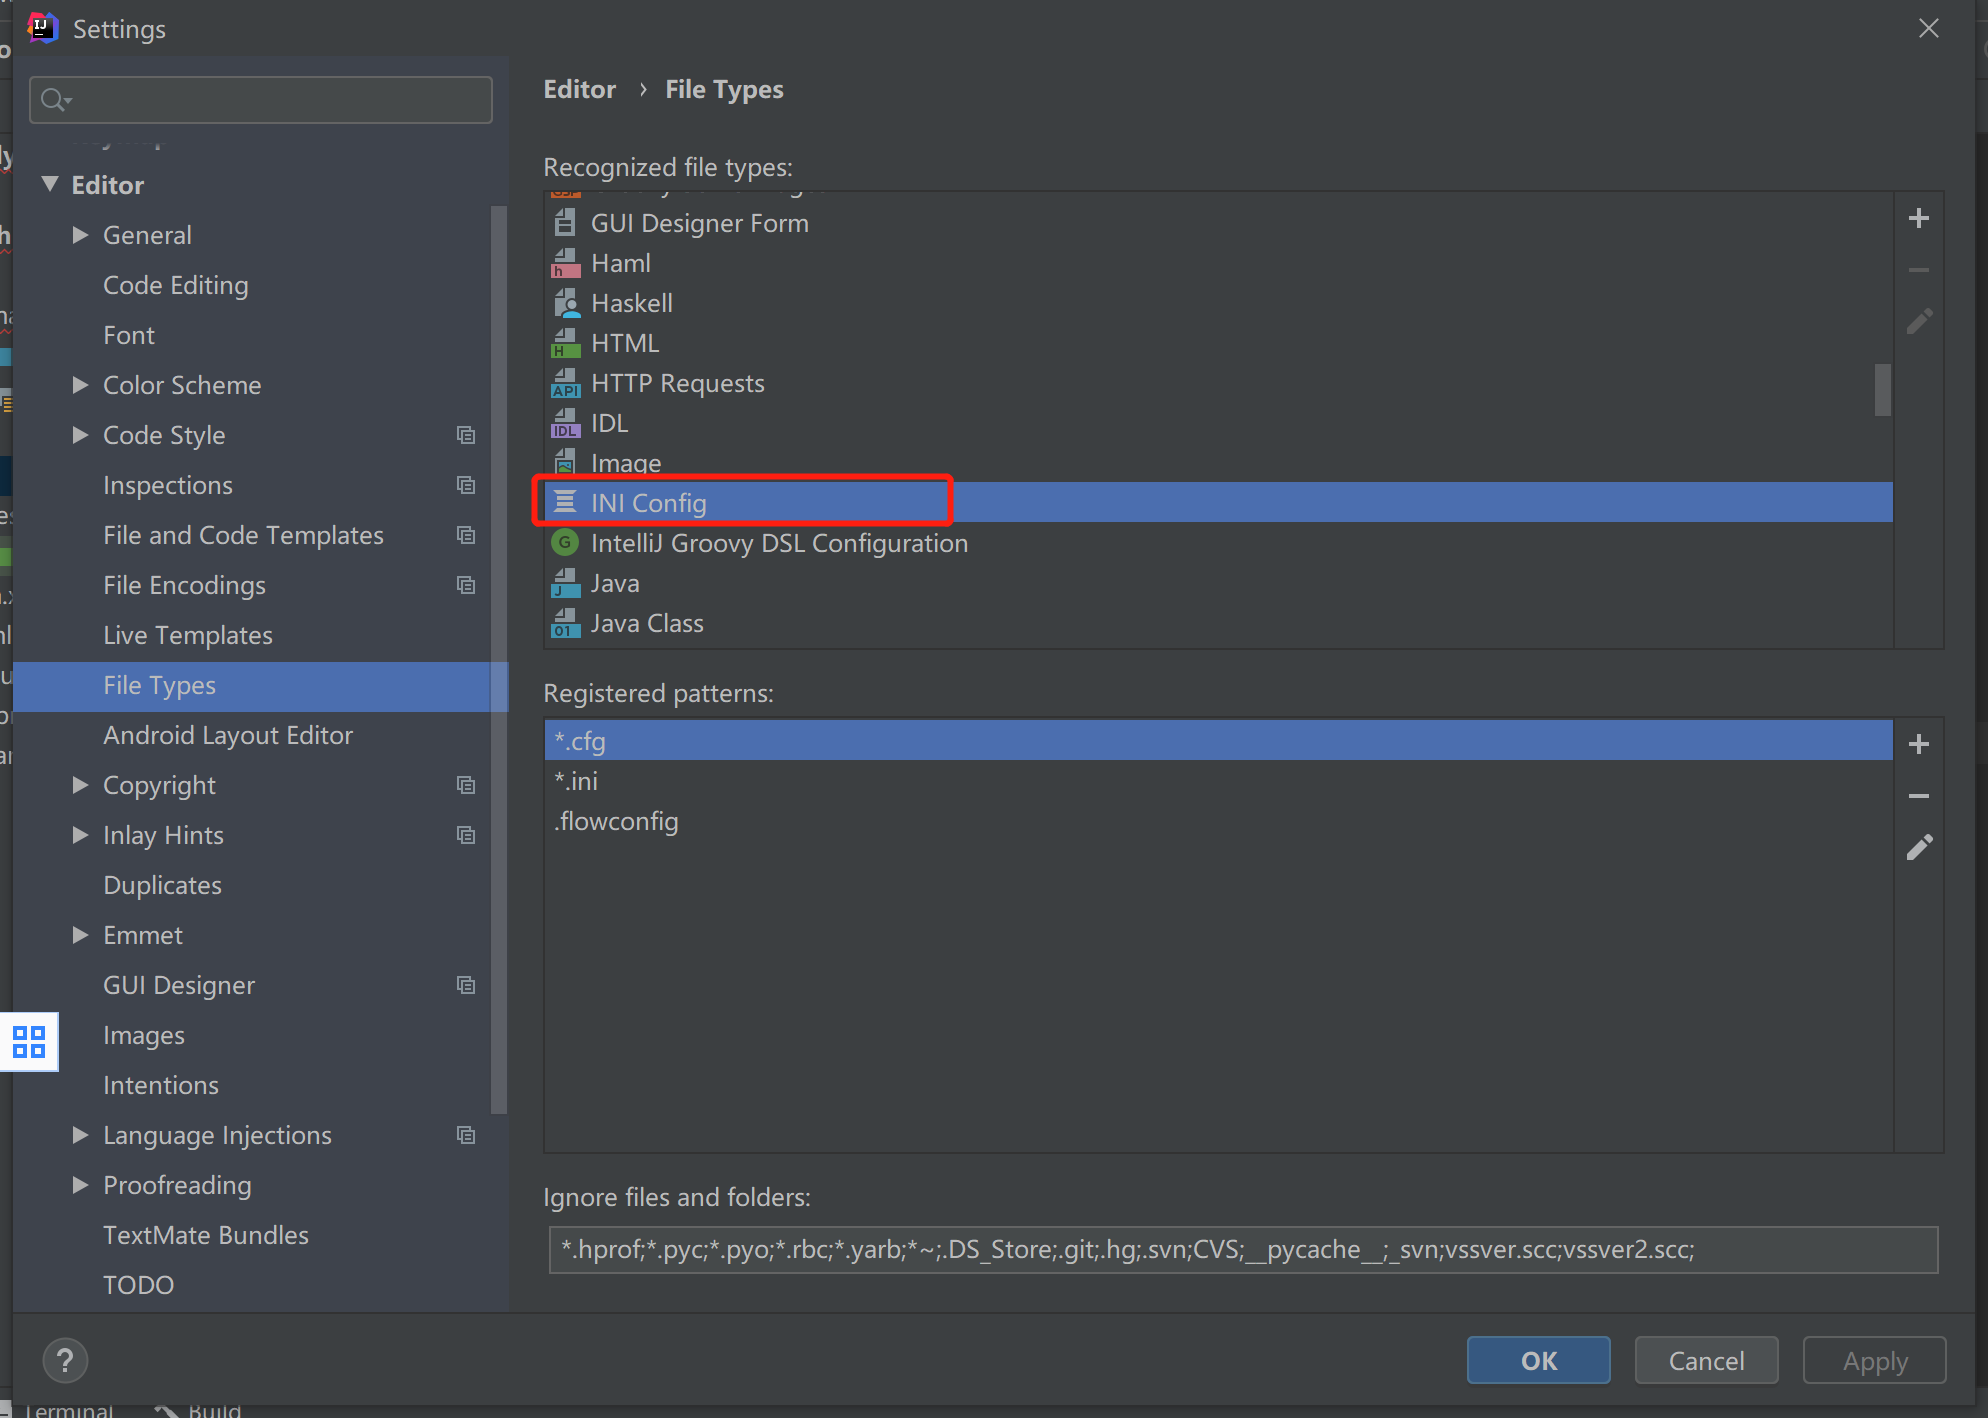 Settings
Editor
General
Code Editing
Font
Color Scheme
Code Style
Inspections
File and Code Templates
File Encodings
Live Templates
File Types
Android Layout Editor
Copyright
Inlay Hints
Duplicates
Emmet
GUI Designer
Images
Intentions
Language Injections
Proofreading
TextMate Bundles
TODO
Editor › File Types
Recognized file types:
GUI Designer Form
Haml
Haskell
HTML
HTTP Requests
IDL
Image
INI Config
IntelliJ Groovy DSL Configuration
Java
Java Class
Registered patterns:
*.cfg
*.ini
.flowconfig
Ignore files and folders:
*.hprof;*.pyc;*.pyo;*.rbc;*.yarb;*~;.DS_Store;.git;.hg;.svn;CVS;__pycache__;_svn;vssver.scc;vssver2.scc;
?
OK
Cancel
Apply
Terminal
Build